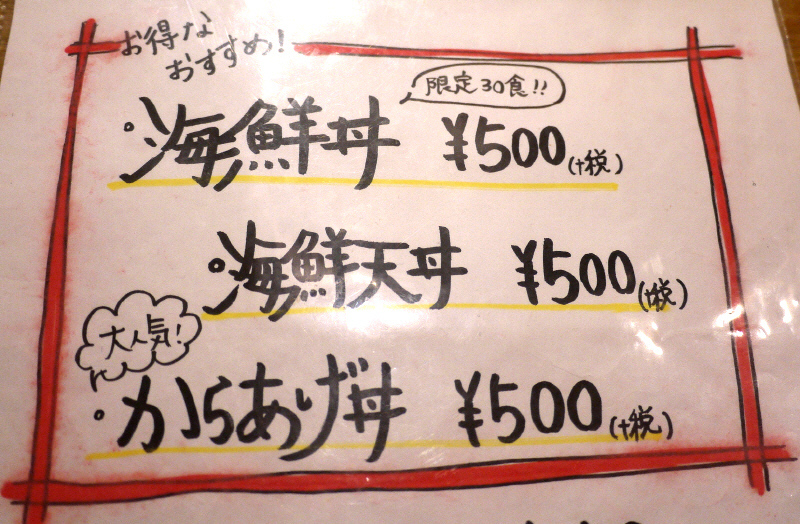 お得な
おすすめ!
限定30食!!
・海鮮丼 ¥500(+税)
・海鮮天丼 ¥500(+税)
大人気!
・からあげ丼 ¥500(+税)